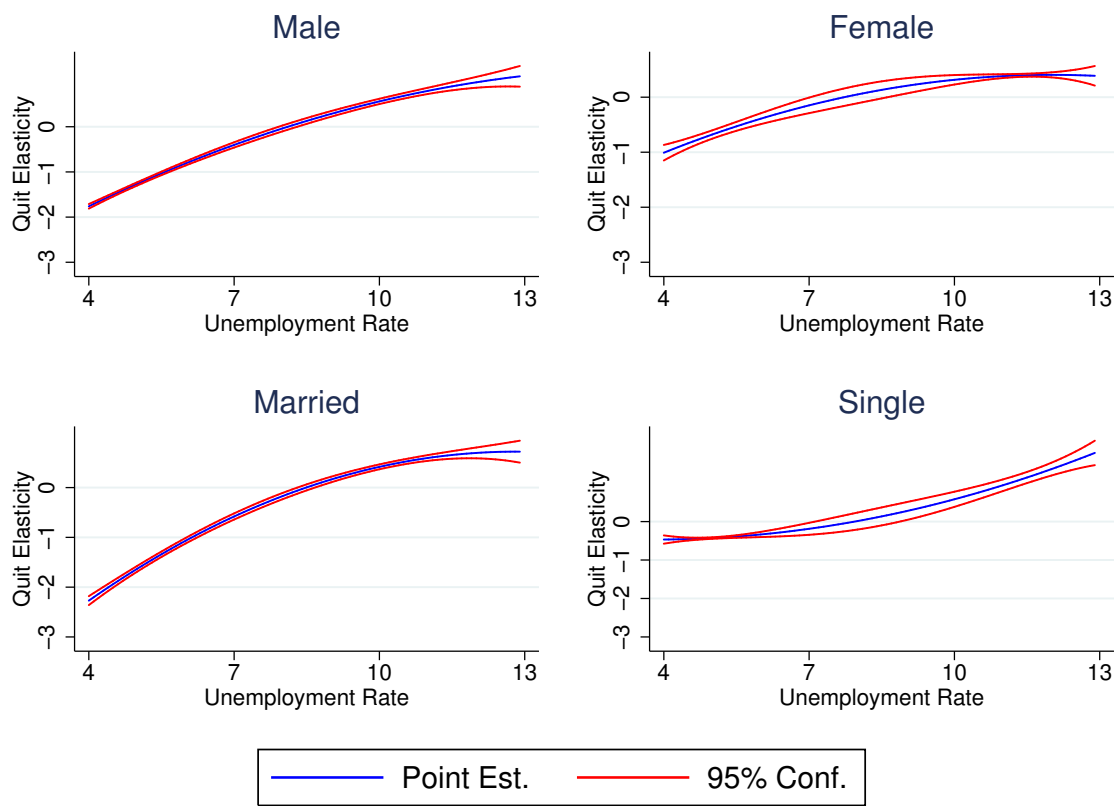 Male
Quit Elasticity
0
−1
−2
−3
4 7 10 13
Unemployment Rate
Female
Quit Elasticity
0
−1
−2
−3
4 7 10 13
Unemployment Rate
Married
Quit Elasticity
0
−1
−2
−3
4 7 10 13
Unemployment Rate
Single
Quit Elasticity
0
−1
−2
−3
4 7 10 13
Unemployment Rate
Point Est. 95% Conf.